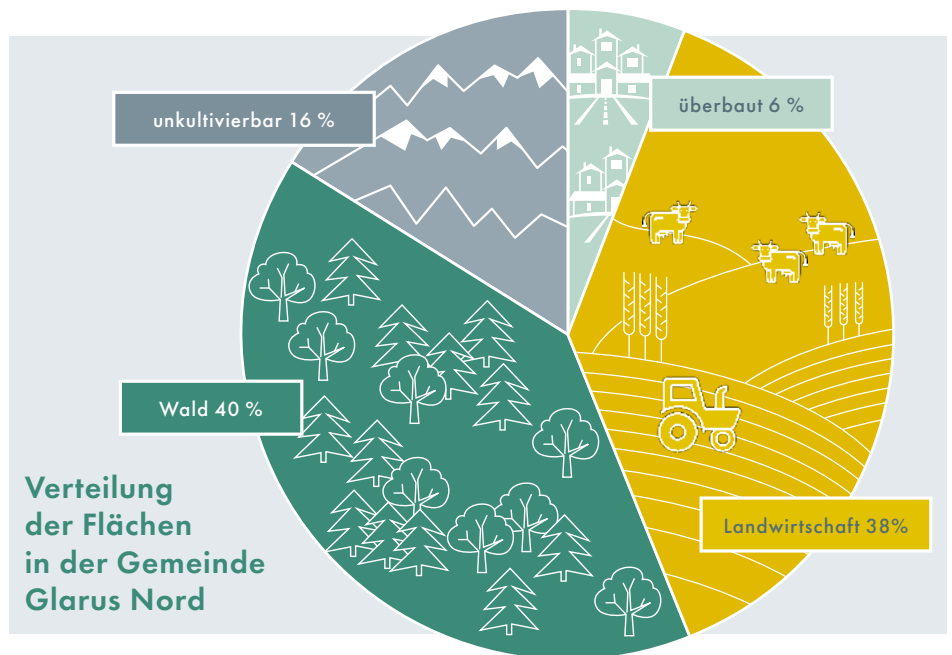 unkultivierbar 16 %
überbaut 6 %
Wald 40 %
Landwirtschaft 38%
Verteilung
der Flächen
in der Gemeinde
Glarus Nord